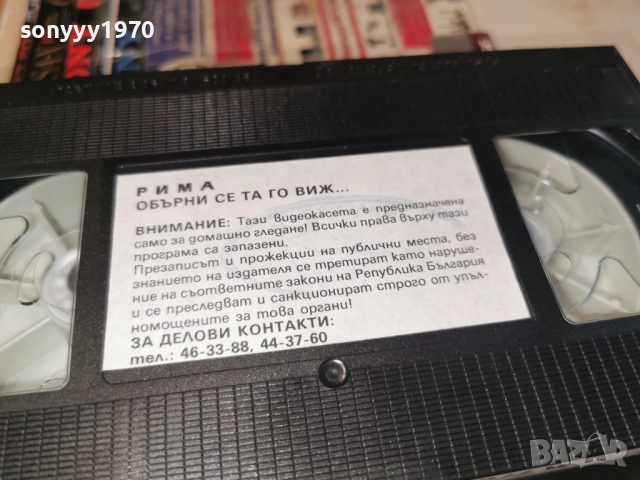 sonyyy1970
РИМА
ОБЪРНИ СЕ ТА ГО ВИЖ...
ВНИМАНИЕ: Тази видеокасета е предназначена
само за домашно гледане! Всички права върху тази
програма са запазени.
Презаписът и прожекции на публични места, без
знанието на издателя се третират като наруше-
ние на съответните закони на Република България
и се преследват и санкционират строго от упъл-
номощените за това органи!
ЗА ДЕЛОВИ КОНТАКТИ:
тел.: 46-33-88, 44-37-60
BAZAR